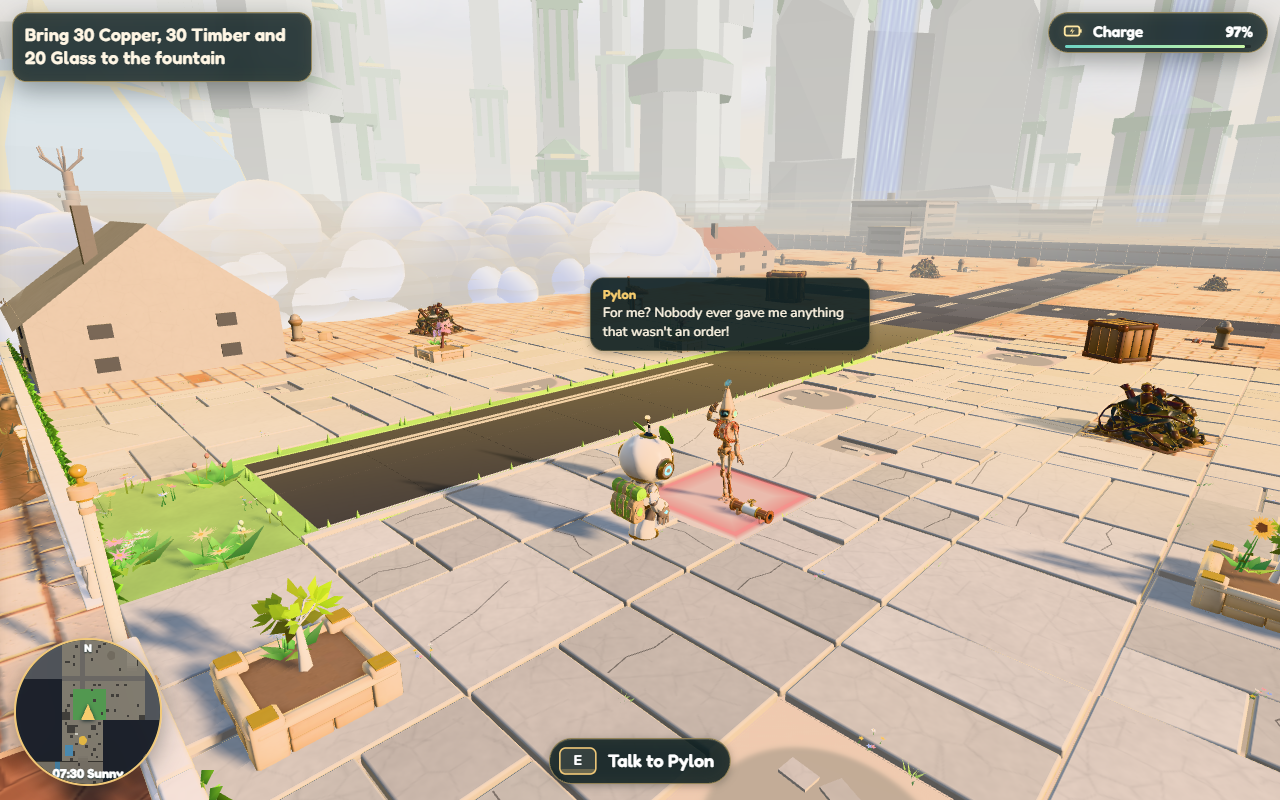 Bring 30 Copper, 30 Timber and
20 Glass to the fountain
Charge 97%
Pylon
For me? Nobody ever gave me anything
that wasn't an order!
N
07:30 Sunny
E Talk to Pylon